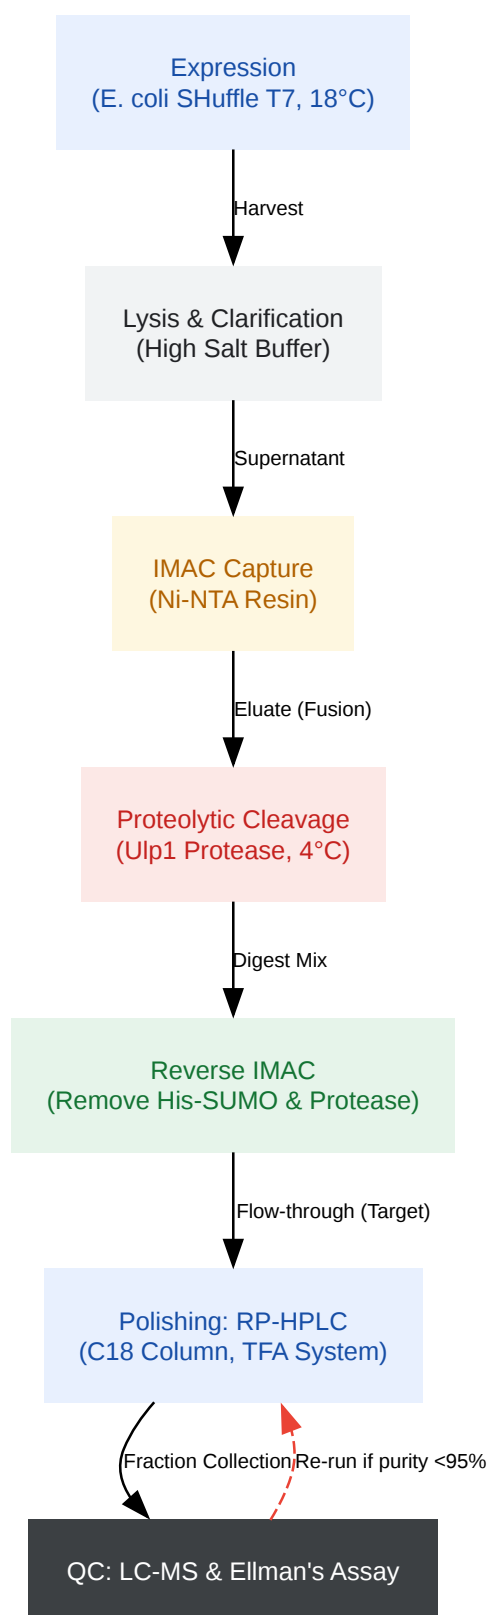 Expression
(E. coli SHuffle T7, 18°C)
Harvest
Lysis & Clarification
(High Salt Buffer)
Supernatant
IMAC Capture
(Ni-NTA Resin)
Eluate (Fusion)
Proteolytic Cleavage
(Ulp1 Protease, 4°C)
Digest Mix
Reverse IMAC
(Remove His-SUMO & Protease)
Flow-through (Target)
Polishing: RP-HPLC
(C18 Column, TFA System)
Fraction Collection
Re-run if purity <95%
QC: LC-MS & Ellman's Assay